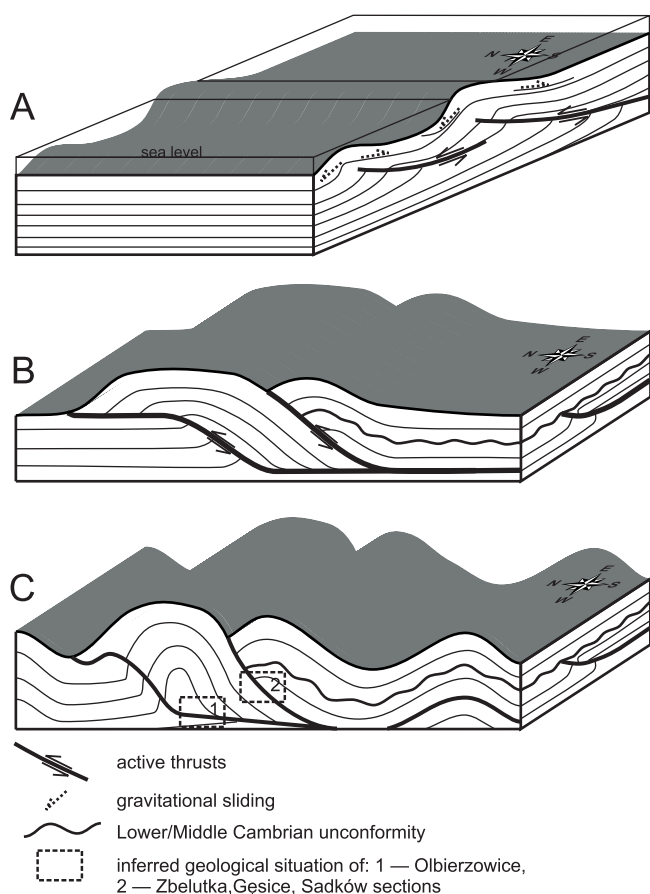 A
N E
W S
sea level
B
N E
W S
C
N E
W S
1
2
active thrusts
gravitational sliding
Lower/Middle Cambrian unconformity
inferred geological situation of: 1 — Olbierzowice,
2 — Zbelutka,Gęsice, Sadków sections